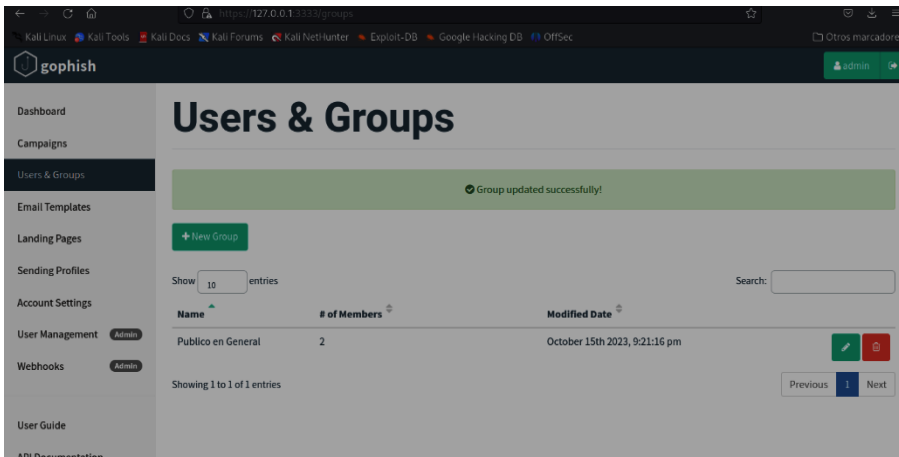 https://127.0.0.1:3333/groups
Kali Linux Kali Tools Kali Docs Kali Forums Kali NetHunter Exploit-DB Google Hacking DB OffSec Otros marcadore
gophish admin
Dashboard
Campaigns
Users & Groups
Email Templates
Landing Pages
Sending Profiles
Account Settings
User Management Admin
Webhooks Admin
User Guide
API Documentation
Users & Groups
Group updated successfully!
+ New Group
Show 10 entries Search:
Name # of Members Modified Date
Publico en General 2 October 15th 2023, 9:21:16 pm
Showing 1 to 1 of 1 entries Previous 1 Next